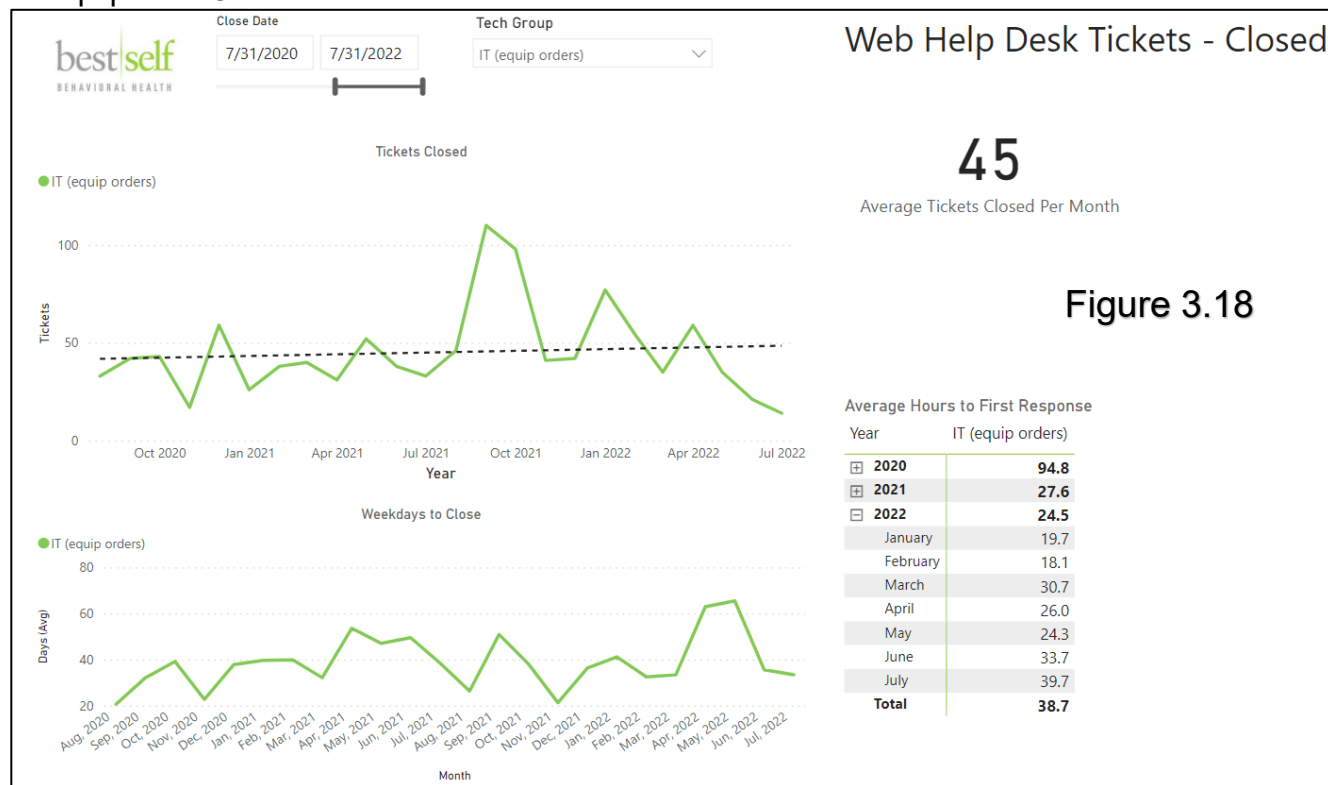 Close Date
7/31/2020 7/31/2022
Tech Group
IT (equip orders)
best self
BEHAVIORAL HEALTH
Web Help Desk Tickets - Closed
45
Average Tickets Closed Per Month
Figure 3.18
Tickets Closed
IT (equip orders)
Tickets
100
50
0
Oct 2020 Jan 2021 Apr 2021 Jul 2021 Oct 2021 Jan 2022 Apr 2022 Jul 2022
Year
Average Hours to First Response
Year IT (equip orders)
2020 94.8
2021 27.6
2022 24.5
January 19.7
February 18.1
March 30.7
April 26.0
May 24.3
June 33.7
July 39.7
Total 38.7
Weekdays to Close
IT (equip orders)
Days (Avg)
80
60
40
20
Aug, 2020 Sep, 2020 Oct, 2020 Nov, 2020 Dec, 2020 Jan, 2021 Feb, 2021 Mar, 2021 Apr, 2021 May, 2021 Jun, 2021 Jul, 2021 Aug, 2021 Sep, 2021 Oct, 2021 Nov, 2021 Dec, 2021 Jan, 2022 Feb, 2022 Mar, 2022 Apr, 2022 May, 2022 Jun, 2022 Jul, 2022
Month